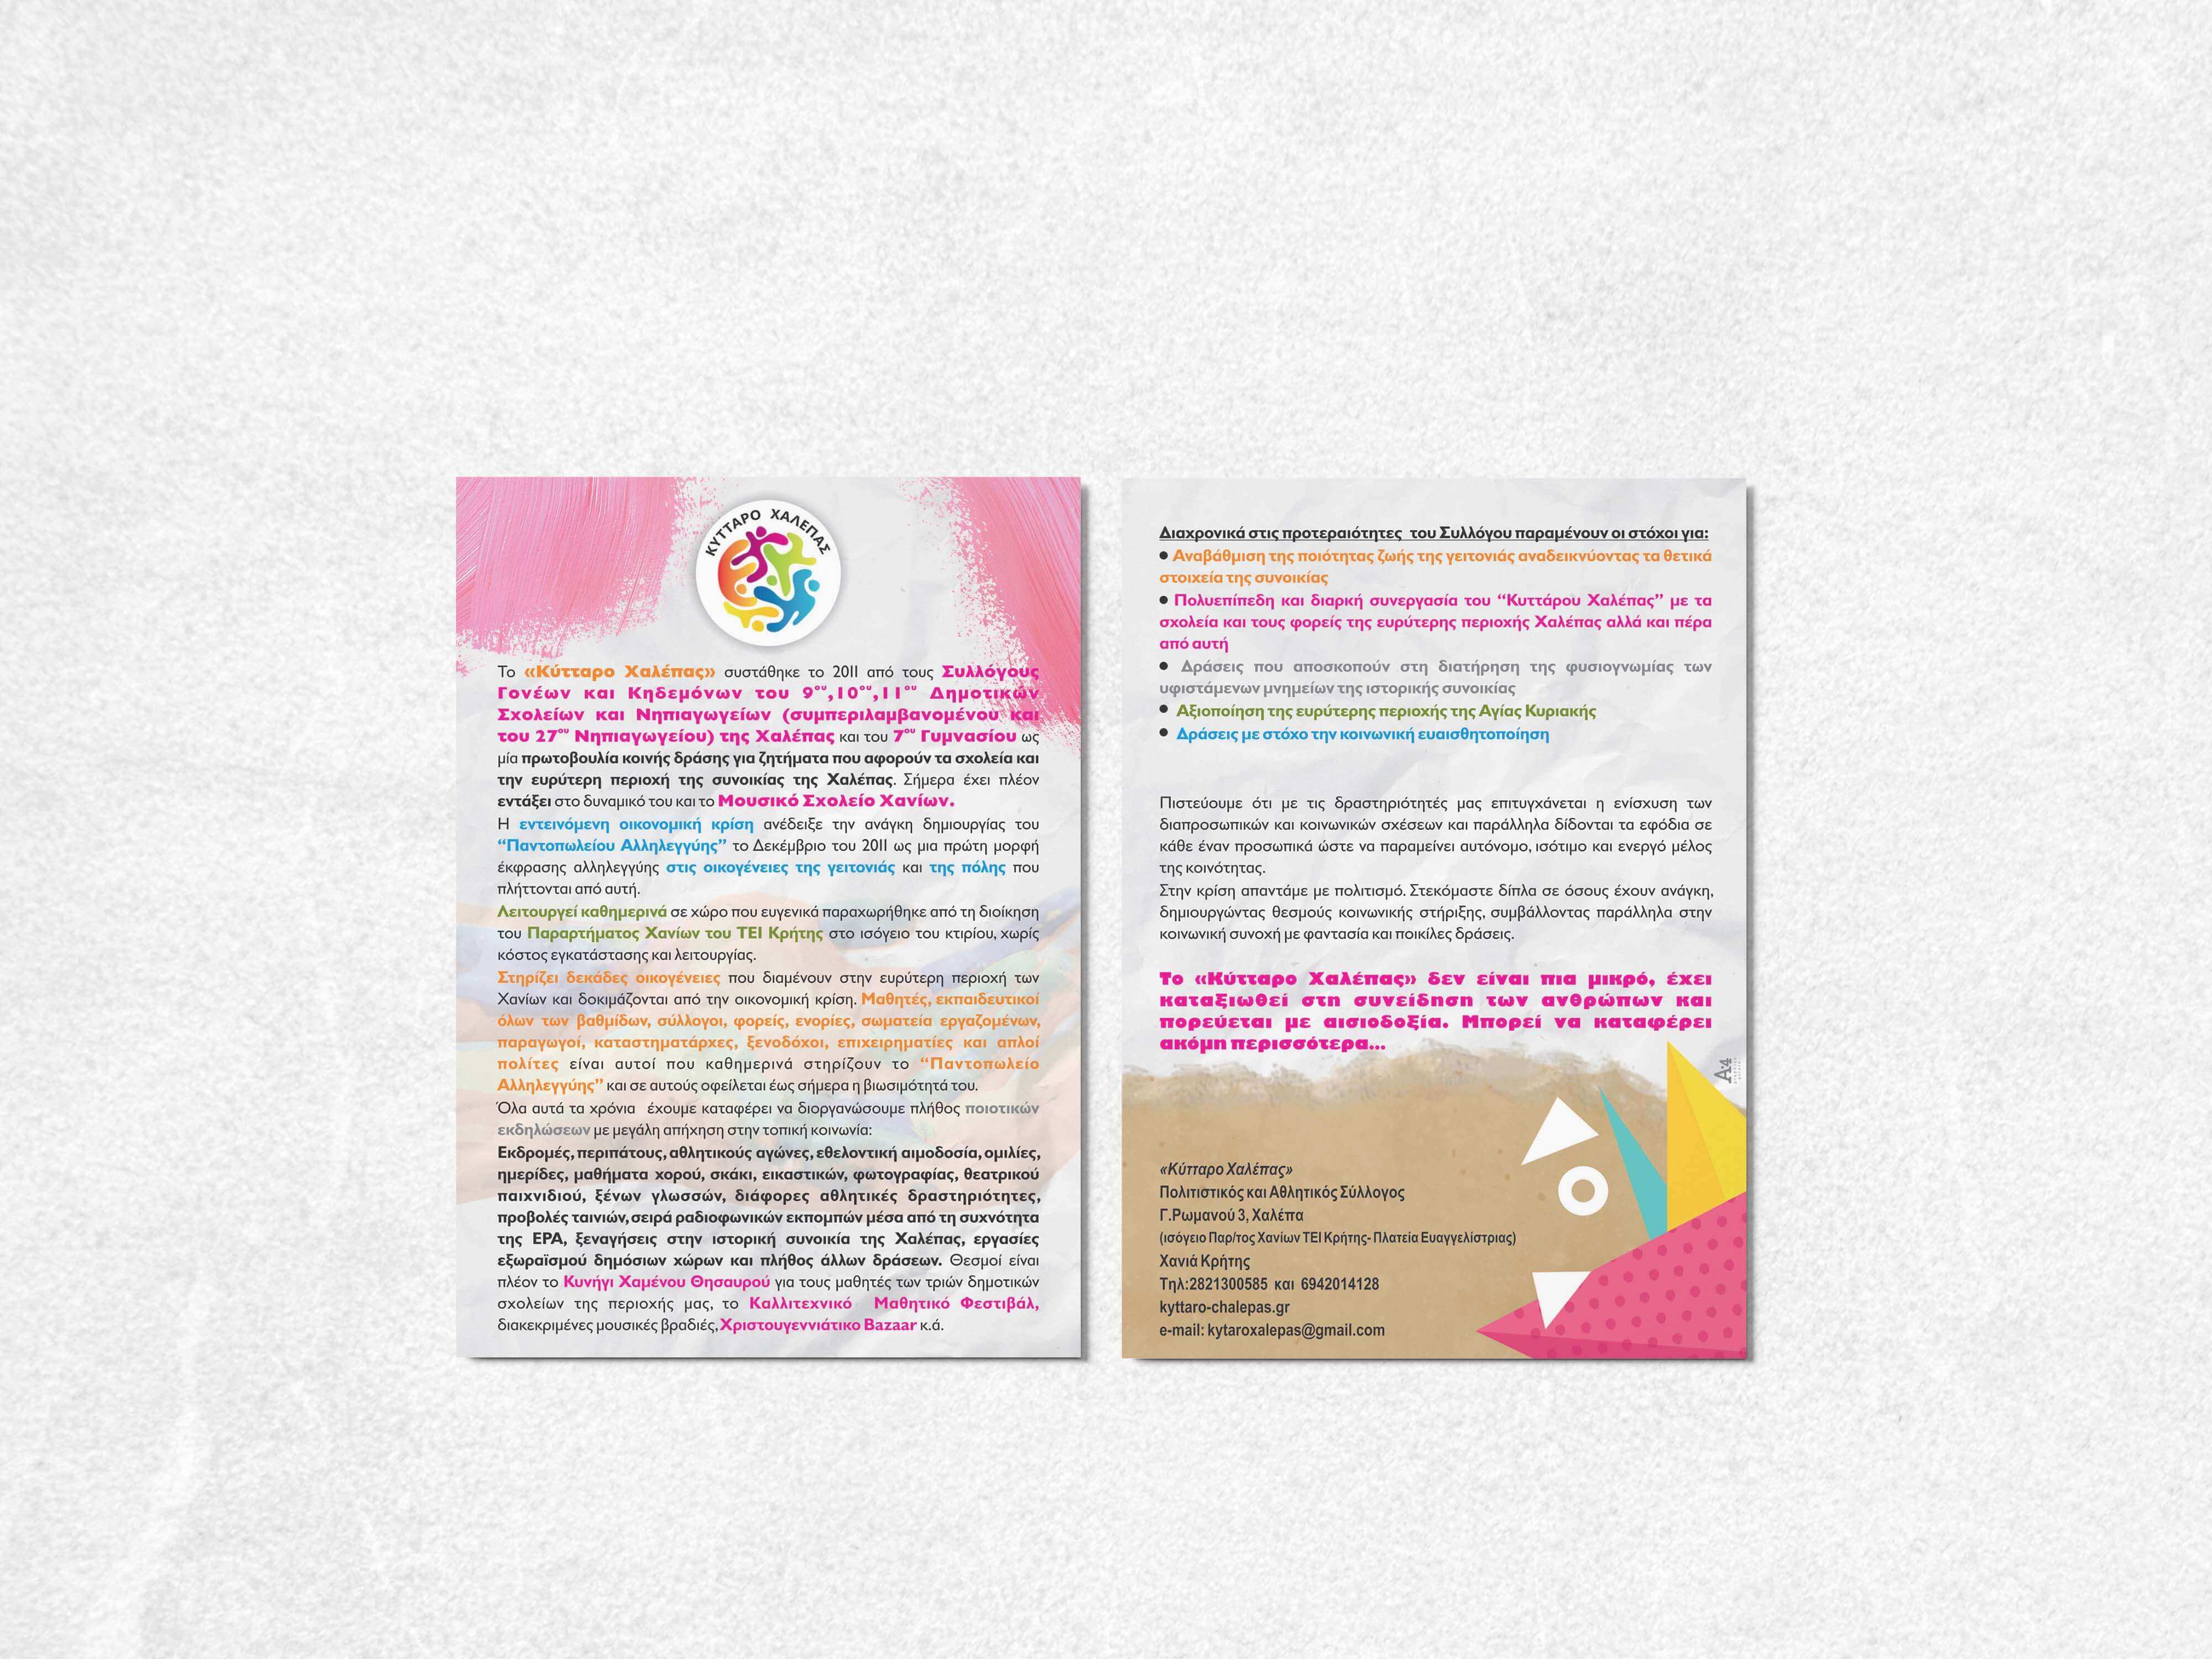 ΚΥΤΤΑΡΟ ΧΑΛΕΠΑΣ
Το «Κύτταρο Χαλέπας» συστάθηκε το 2011 από τους Συλλόγους
Γονέων και Κηδεμόνων του 9ου,10ου,11ου Δημοτικών
Σχολείων και Νηπιαγωγείων (συμπεριλαμβανομένου και
του 27ου Νηπιαγωγείου) της Χαλέπας και του 7ου Γυμνασίου ως
μία πρωτοβουλία κοινής δράσης για ζητήματα που αφορούν τα σχολεία και
την ευρύτερη περιοχή της συνοικίας της Χαλέπας. Σήμερα έχει πλέον
εντάξει στο δυναμικό του και το Μουσικό Σχολείο Χανίων.
Η εντεινόμενη οικονομική κρίση ανέδειξε την ανάγκη δημιουργίας του
“Παντοπωλείου Αλληλεγγύης” το Δεκέμβριο του 2011 ως μια πρώτη μορφή
έκφρασης αλληλεγγύης στις οικογένειες της γειτονιάς και της πόλης που
πλήττονται από αυτή.
Λειτουργεί καθημερινά σε χώρο που ευγενικά παραχωρήθηκε από τη διοίκηση
του Παραρτήματος Χανίων του ΤΕΙ Κρήτης στο ισόγειο του κτιρίου, χωρίς
κόστος εγκατάστασης και λειτουργίας.
Στηρίζει δεκάδες οικογένειες που διαμένουν στην ευρύτερη περιοχή των
Χανίων και δοκιμάζονται από την οικονομική κρίση. Μαθητές, εκπαιδευτικοί
όλων των βαθμίδων, σύλλογοι, φορείς, ενορίες, σωματεία εργαζομένων,
παραγωγοί, καταστηματάρχες, ξενοδόχοι, επιχειρηματίες και απλοί
πολίτες είναι αυτοί που καθημερινά στηρίζουν το “Παντοπωλείο
Αλληλεγγύης” και σε αυτούς οφείλεται έως σήμερα η βιωσιμότητά του.
Όλα αυτά τα χρόνια έχουμε καταφέρει να διοργανώσουμε πλήθος ποιοτικών
εκδηλώσεων με μεγάλη απήχηση στην τοπική κοινωνία:
Εκδρομές, περιπάτους, αθλητικούς αγώνες, εθελοντική αιμοδοσία, ομιλίες,
ημερίδες, μαθήματα χορού, σκάκι, εικαστικών, φωτογραφίας, θεατρικού
παιχνιδιού, ξένων γλωσσών, διάφορες αθλητικές δραστηριότητες,
προβολές ταινιών, σειρά ραδιοφωνικών εκπομπών μέσα από τη συχνότητα
της ΕΡΑ, ξεναγήσεις στην ιστορική συνοικία της Χαλέπας, εργασίες
εξωραϊσμού δημόσιων χώρων και πλήθος άλλων δράσεων. Θεσμοί είναι
πλέον το Κυνήγι Χαμένου Θησαυρού για τους μαθητές των τριών δημοτικών
σχολείων της περιοχής μας, το Καλλιτεχνικό Μαθητικό Φεστιβάλ,
διακεκριμένες μουσικές βραδιές, Χριστουγεννιάτικο Bazaar κ.ά.
Διαχρονικά στις προτεραιότητες του Συλλόγου παραμένουν οι στόχοι για:
● Αναβάθμιση της ποιότητας ζωής της γειτονιάς αναδεικνύοντας τα θετικά
στοιχεία της συνοικίας
● Πολυεπίπεδη και διαρκή συνεργασία του “Κυττάρου Χαλέπας” με τα
σχολεία και τους φορείς της ευρύτερης περιοχής Χαλέπας αλλά και πέρα
από αυτή
● Δράσεις που αποσκοπούν στη διατήρηση της φυσιογνωμίας των
υφιστάμενων μνημείων της ιστορικής συνοικίας
● Αξιοποίηση της ευρύτερης περιοχής της Αγίας Κυριακής
● Δράσεις με στόχο την κοινωνική ευαισθητοποίηση
Πιστεύουμε ότι με τις δραστηριότητές μας επιτυγχάνεται η ενίσχυση των
διαπροσωπικών και κοινωνικών σχέσεων και παράλληλα δίδονται τα εφόδια σε
κάθε έναν προσωπικά ώστε να παραμείνει αυτόνομο, ισότιμο και ενεργό μέλος
της κοινότητας.
Στην κρίση απαντάμε με πολιτισμό. Στεκόμαστε δίπλα σε όσους έχουν ανάγκη,
δημιουργώντας θεσμούς κοινωνικής στήριξης, συμβάλλοντας παράλληλα στην
κοινωνική συνοχή με φαντασία και ποικίλες δράσεις.
Το «Κύτταρο Χαλέπας» δεν είναι πια μικρό, έχει
καταξιωθεί στη συνείδηση των ανθρώπων και
πορεύεται με αισιοδοξία. Μπορεί να καταφέρει
ακόμη περισσότερα...
A4
«Κύτταρο Χαλέπας»
Πολιτιστικός και Αθλητικός Σύλλογος
Γ.Ρωμανού 3, Χαλέπα
(ισόγειο Παρ/τος Χανίων ΤΕΙ Κρήτης- Πλατεία Ευαγγελίστριας)
Χανιά Κρήτης
Τηλ:2821300585 και 6942014128
kyttaro-chalepas.gr
e-mail: kytaroxalepas@gmail.com